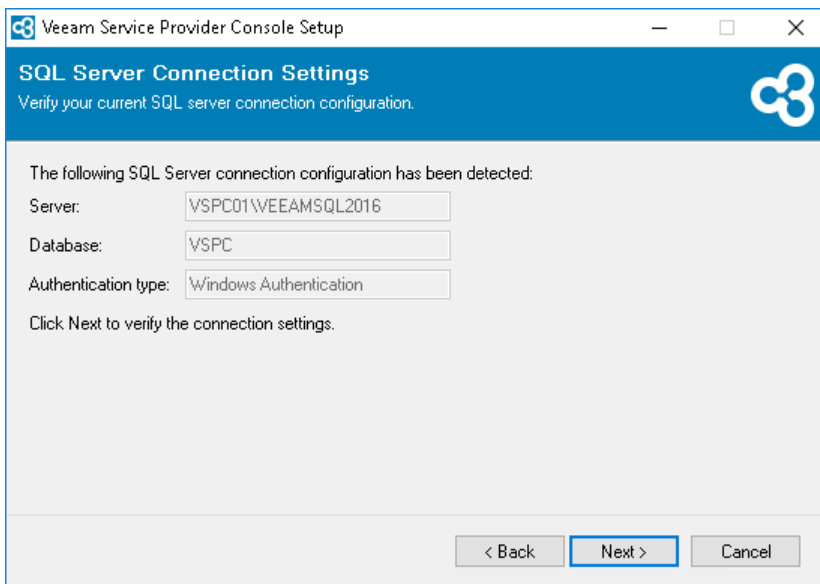 Veeam Service Provider Console Setup
SQL Server Connection Settings
Verify your current SQL server connection configuration.
The following SQL Server connection configuration has been detected:
Server: VSPC01\VEEAMSQL2016
Database: VSPC
Authentication type: Windows Authentication
Click Next to verify the connection settings.
< Back Next > Cancel